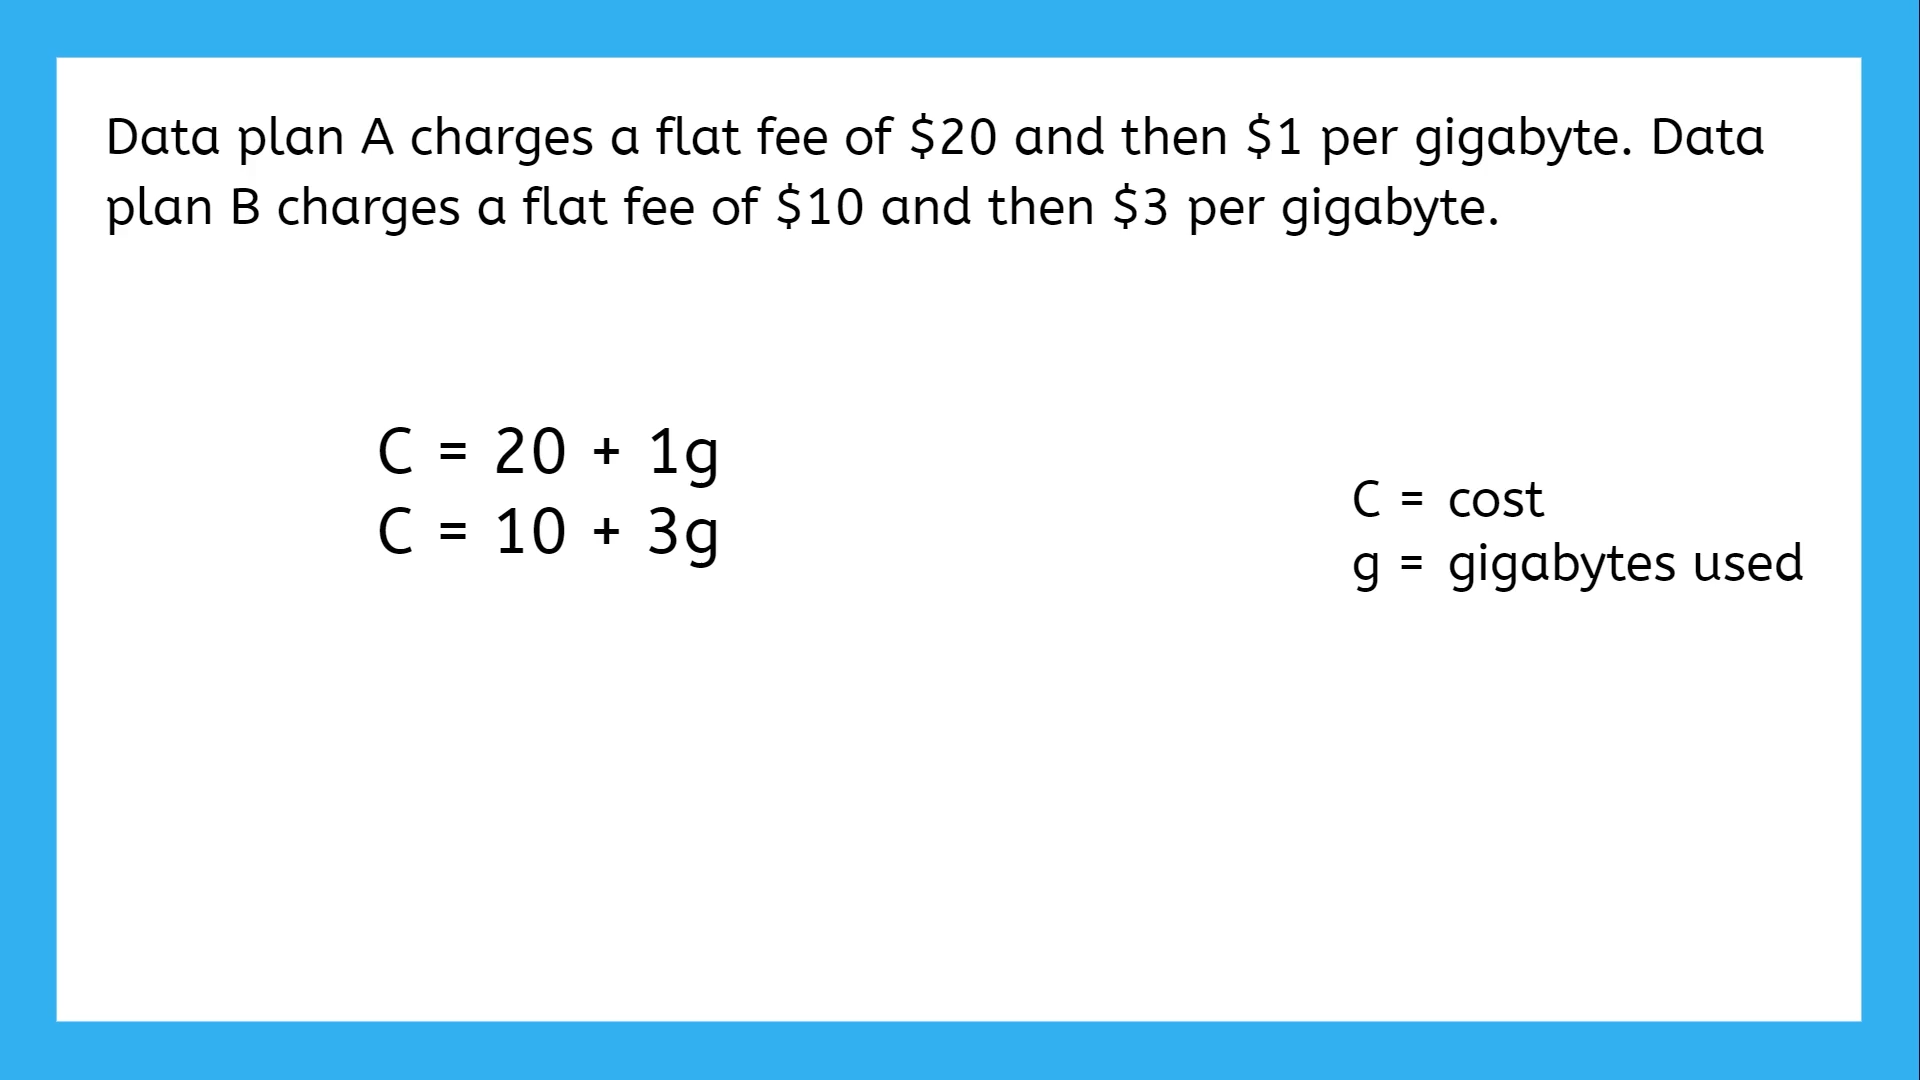 Data plan A charges a flat fee of $20 and then $1 per gigabyte. Data
plan B charges a flat fee of $10 and then $3 per gigabyte.
C = 20 + 1g
C = 10 + 3g
C = cost
g = gigabytes used